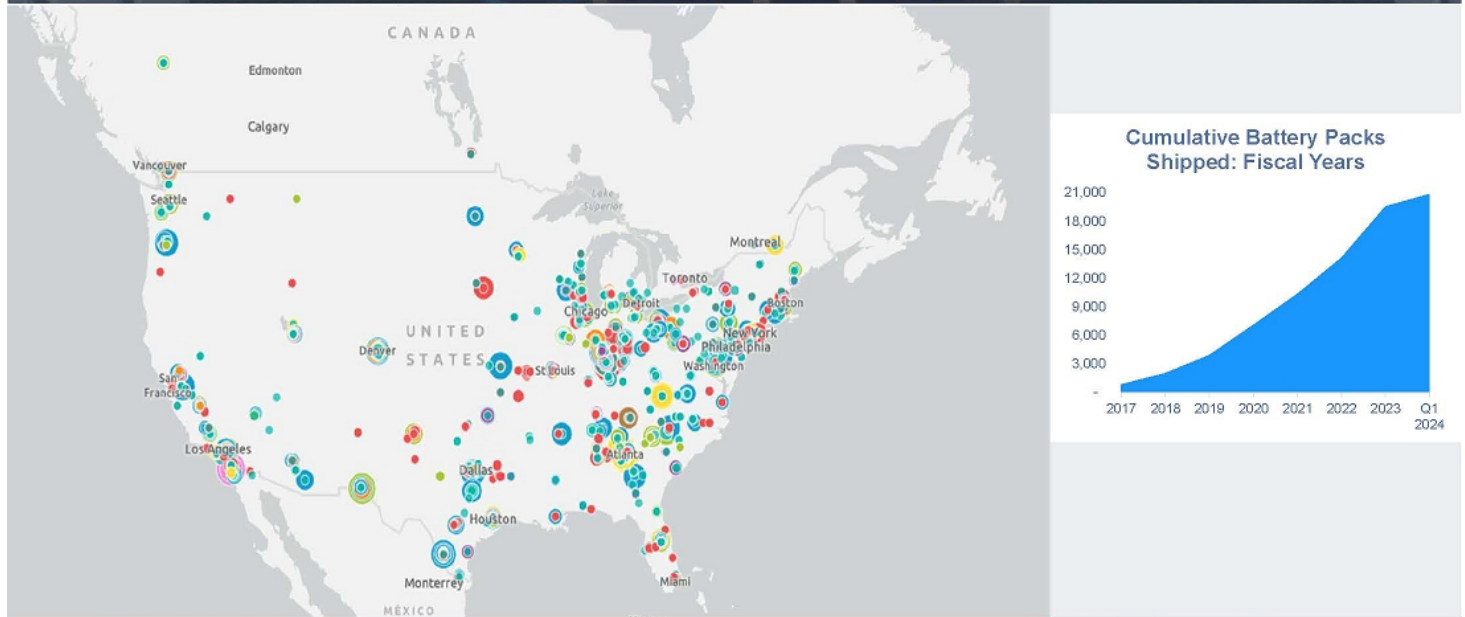 CANADA
Edmonton
Calgary
Vancouver
Seattle
Lake
Superior
Montreal
Toronto
Boston
Detroit
Chicago
New York
Philadelphia
UNITED
STATES
Denver
St Louis
Washington
San
Francisco
Los Angeles
Atlanta
Dallas
Houston
Monterrey
Miami
MÉXICO
Cumulative Battery Packs
Shipped: Fiscal Years
21,000
18,000
15,000
12,000
9,000
6,000
3,000
-
2017 2018 2019 2020 2021 2022 2023 Q1
2024